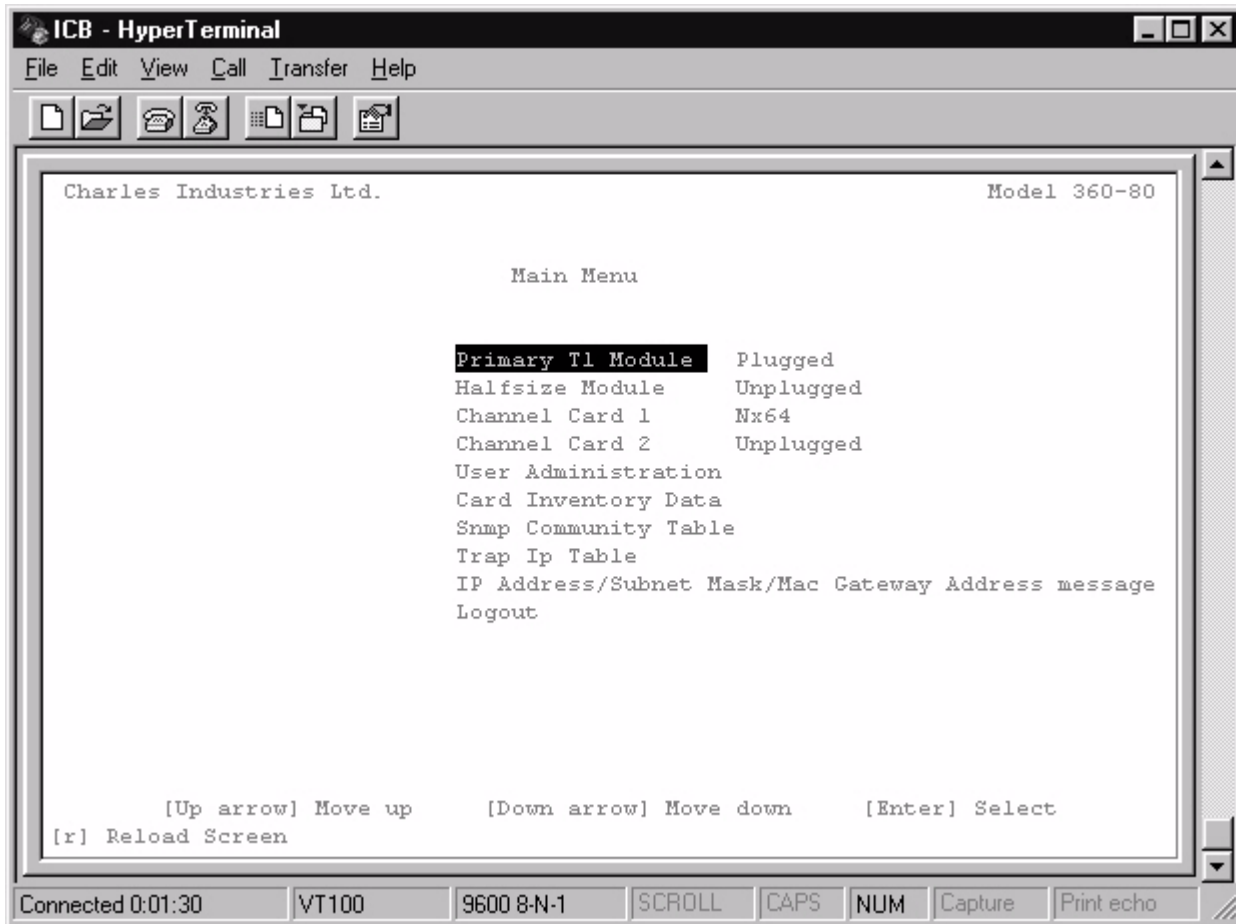 ICB - HyperTerminal
File Edit View Call Transfer Help
Charles Industries Ltd. Model 360-80
Main Menu
Primary T1 Module Plugged
Halfsize Module Unplugged
Channel Card 1 Nx64
Channel Card 2 Unplugged
User Administration
Card Inventory Data
Snmp Community Table
Trap Ip Table
IP Address/Subnet Mask/Mac Gateway Address message
Logout
[Up arrow] Move up [Down arrow] Move down [Enter] Select
[r] Reload Screen
Connected 0:01:30 VT100 9600 8-N-1 SCROLL CAPS NUM Capture Print echo